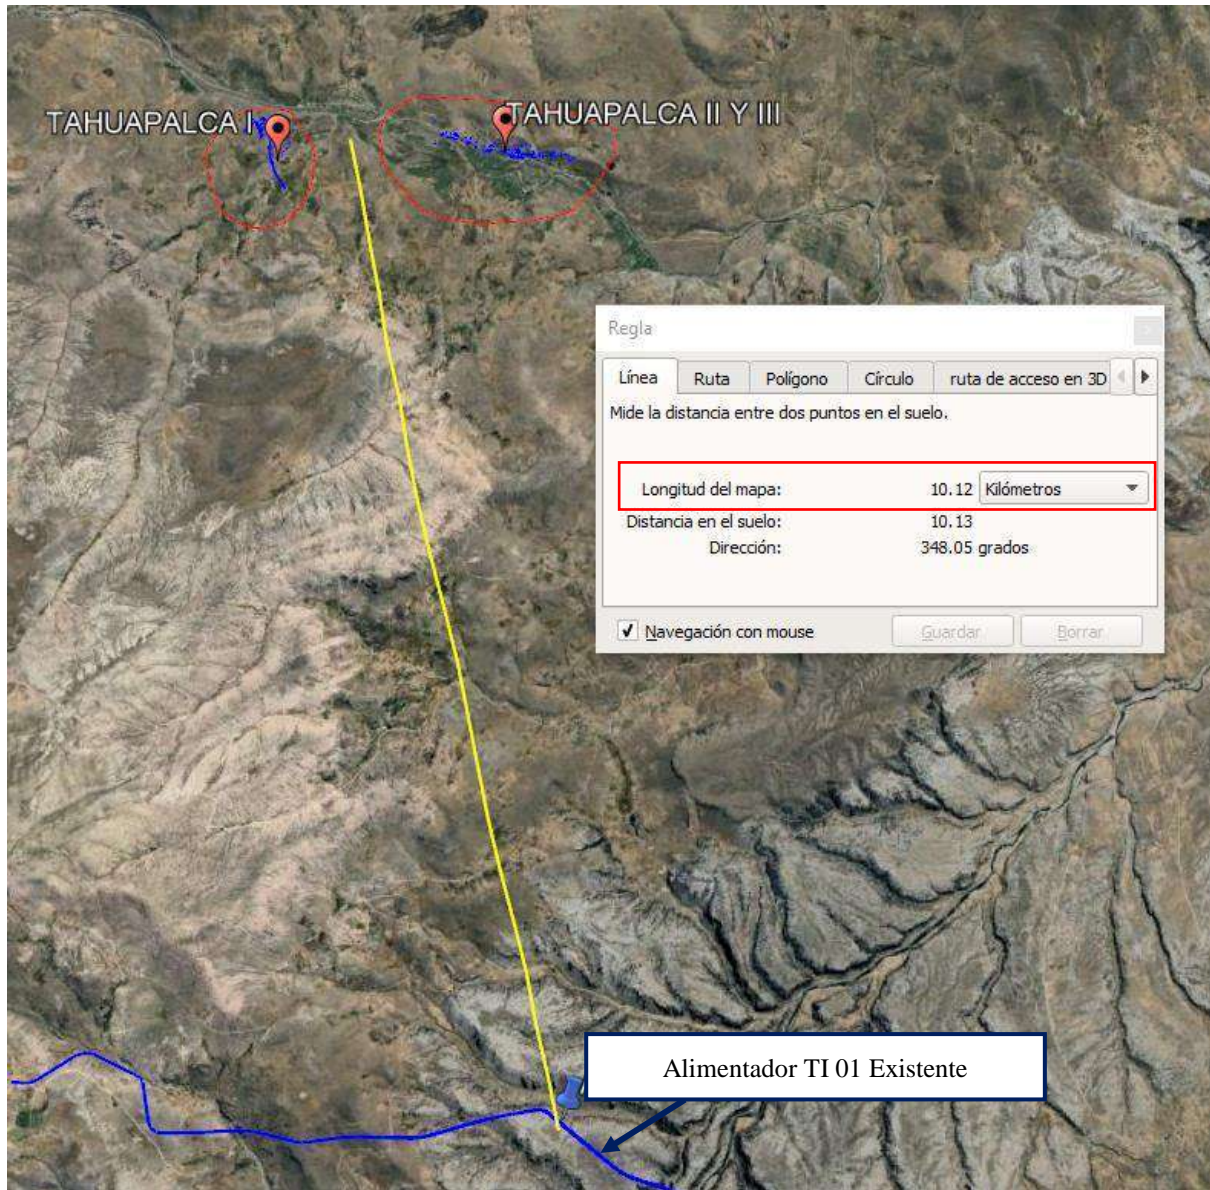 TAHUAPALCA I
TAHUAPALCA II Y III
Regla
Línea Ruta Polígono Círculo ruta de acceso en 3D
Mide la distancia entre dos puntos en el suelo.
Longitud del mapa: 10.12 Kilómetros
Distancia en el suelo: 10.13
Dirección: 348.05 grados
Navegación con mouse Guardar Borrar
Alimentador TI 01 Existente